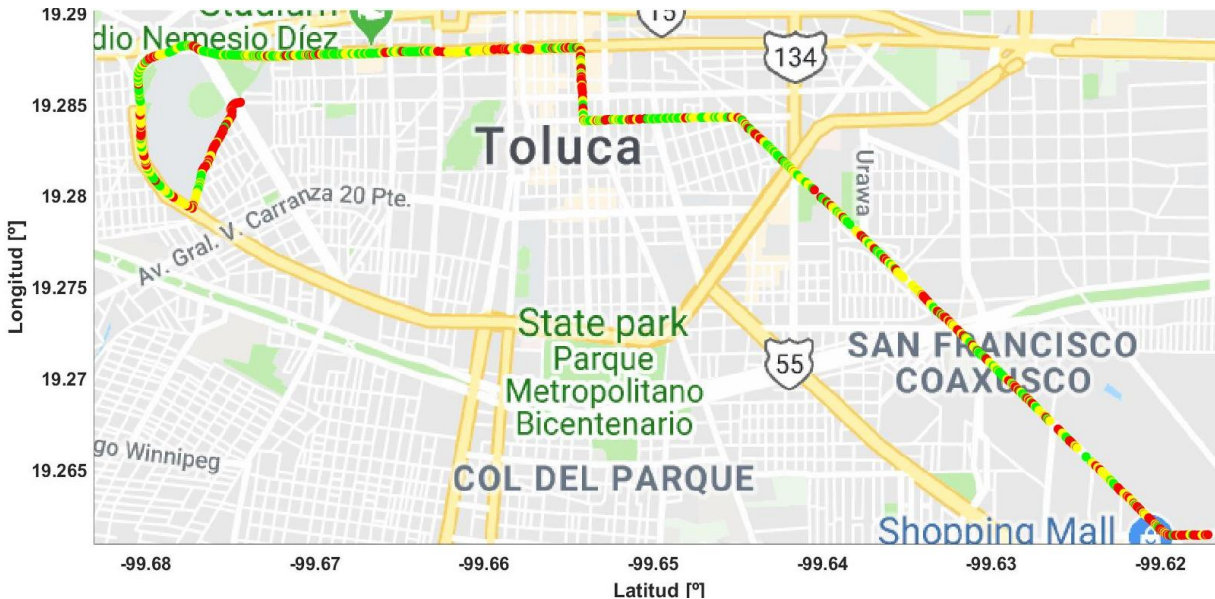 19.29
19.285
19.28
19.275
19.27
19.265
Longitud [º]
-99.68
-99.67
-99.66
-99.65
-99.64
-99.63
-99.62
Latitud [º]
Stadium
dio Nemesio Díez
15
134
Toluca
Urawa
Av. Gral. V. Carranza 20 Pte.
State park
Parque
Metropolitano
Bicentenario
55
SAN FRANCISCO
COAXUSCO
go Winnipeg
COL DEL PARQUE
Shopping Mall